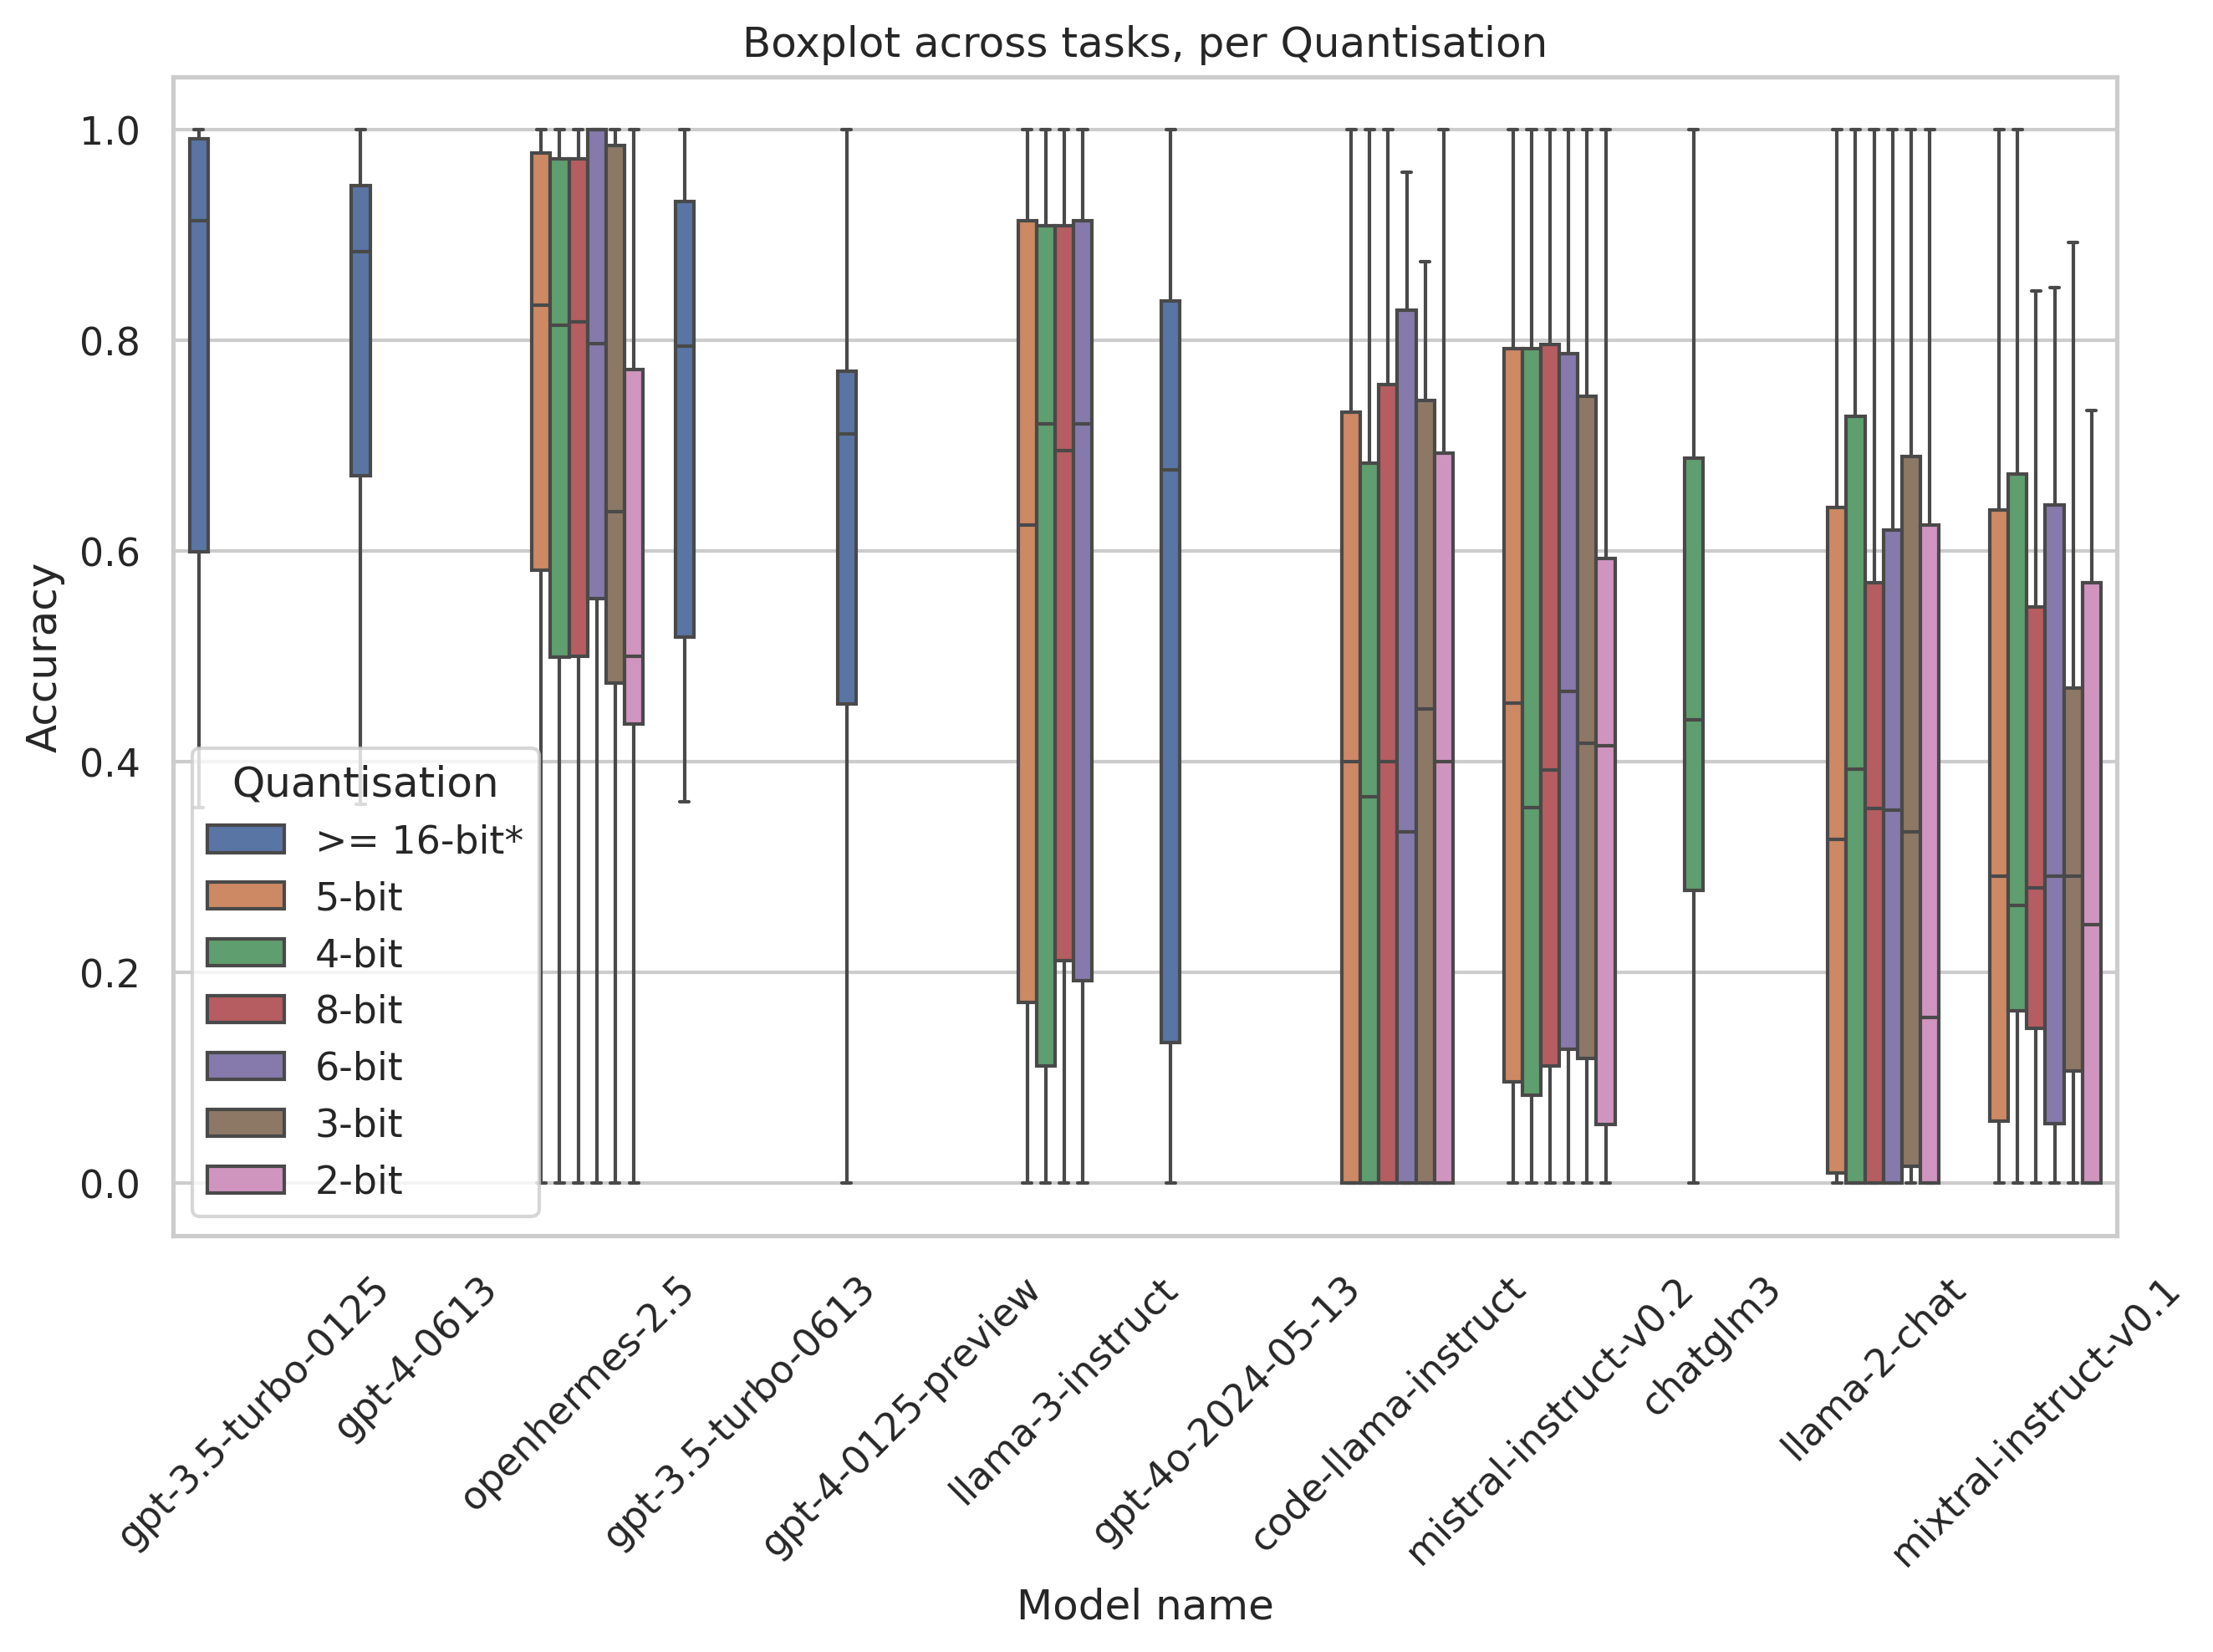 Boxplot across tasks, per Quantisation
Accuracy
1.0
0.8
0.6
0.4
0.2
0.0
Quantisation
>= 16-bit*
5-bit
4-bit
8-bit
6-bit
3-bit
2-bit
gpt-3.5-turbo-0125
gpt-4-0613
openhermes-2.5
gpt-3.5-turbo-0613
gpt-4-0125-preview
llama-3-instruct
gpt-4o-2024-05-13
code-llama-instruct
mistral-instruct-v0.2
chatglm3
llama-2-chat
mixtral-instruct-v0.1
Model name